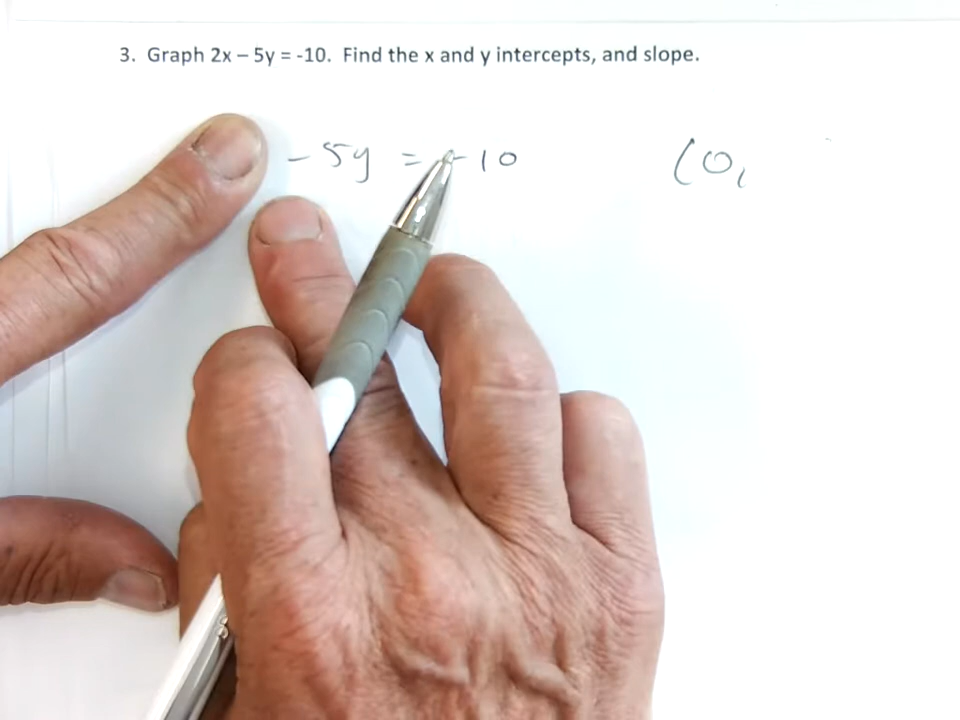 3. Graph 2x – 5y = -10. Find the x and y intercepts, and slope.
- 5y = -10 (0,